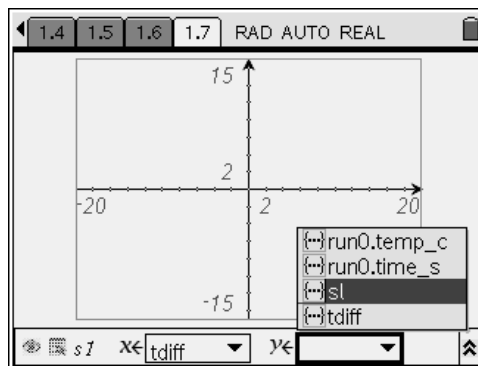 1.4 1.5 1.6 1.7 RAD AUTO REAL
15
2
-20 2 20
run0.temp_c
run0.time_s
sl
tdiff
-15
s1 x← tdiff y←